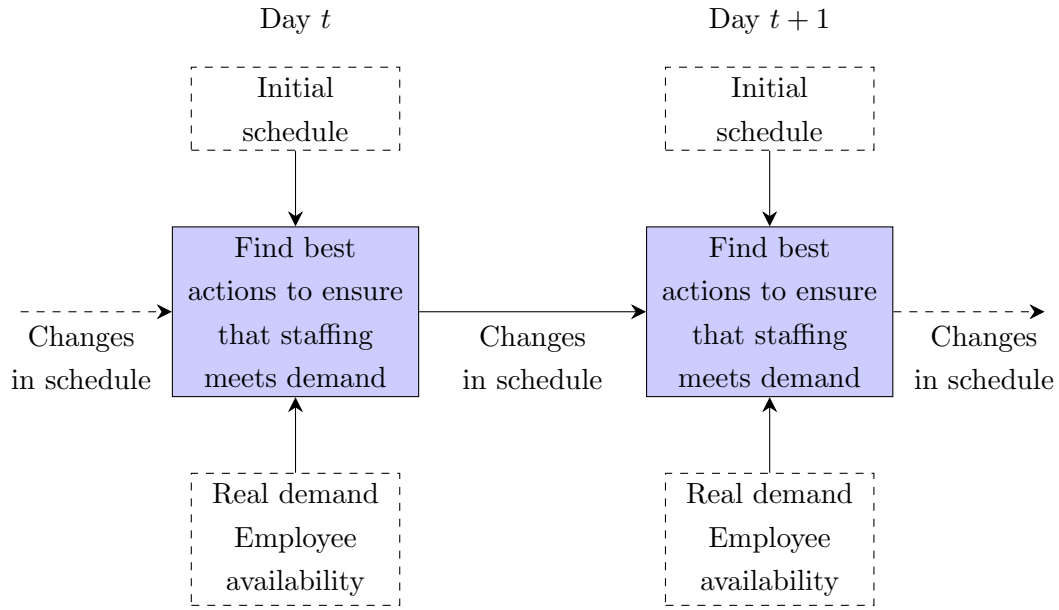 Day t
Day t + 1
Initial
schedule
Initial
schedule
Find best
actions to ensure
that staffing
meets demand
Find best
actions to ensure
that staffing
meets demand
Changes
in schedule
Changes
in schedule
Changes
in schedule
Real demand
Employee
availability
Real demand
Employee
availability